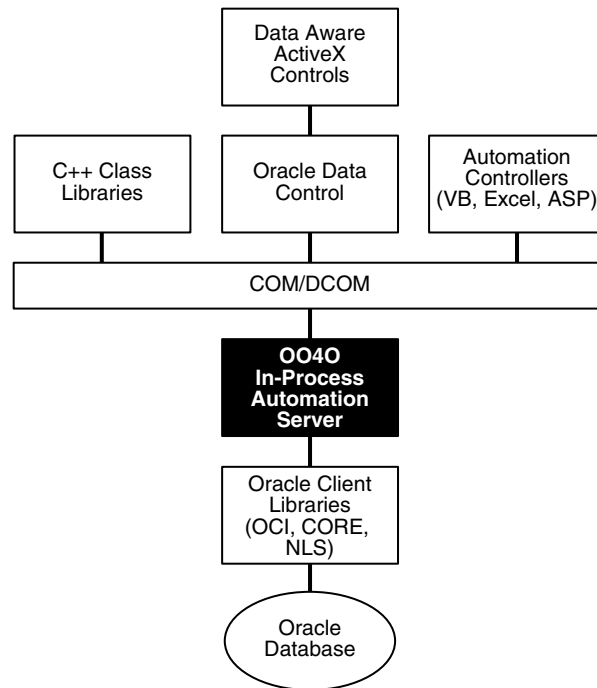 Data Aware
ActiveX
Controls
C++ Class
Libraries
Oracle Data
Control
Automation
Controllers
(VB, Excel, ASP)
COM/DCOM
OO4O
In-Process
Automation
Server
Oracle Client
Libraries
(OCI, CORE,
NLS)
Oracle
Database